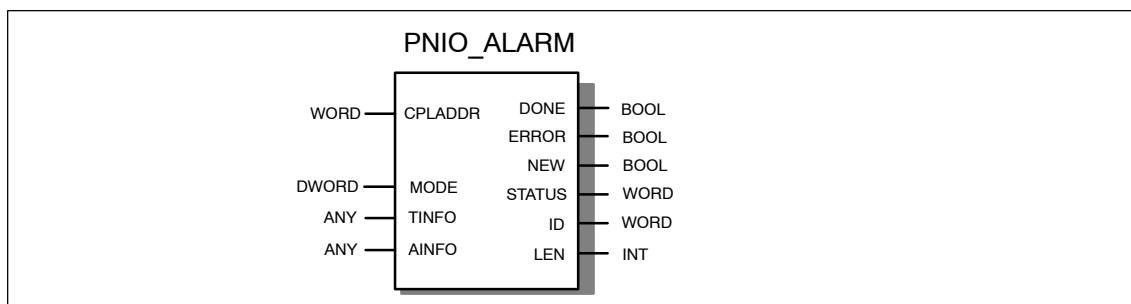 PNIO_ALARM
WORD CPLADDR DONE BOOL
ERROR BOOL
NEW BOOL
DWORD MODE STATUS WORD
ANY TINFO ID WORD
ANY AINFO LEN INT